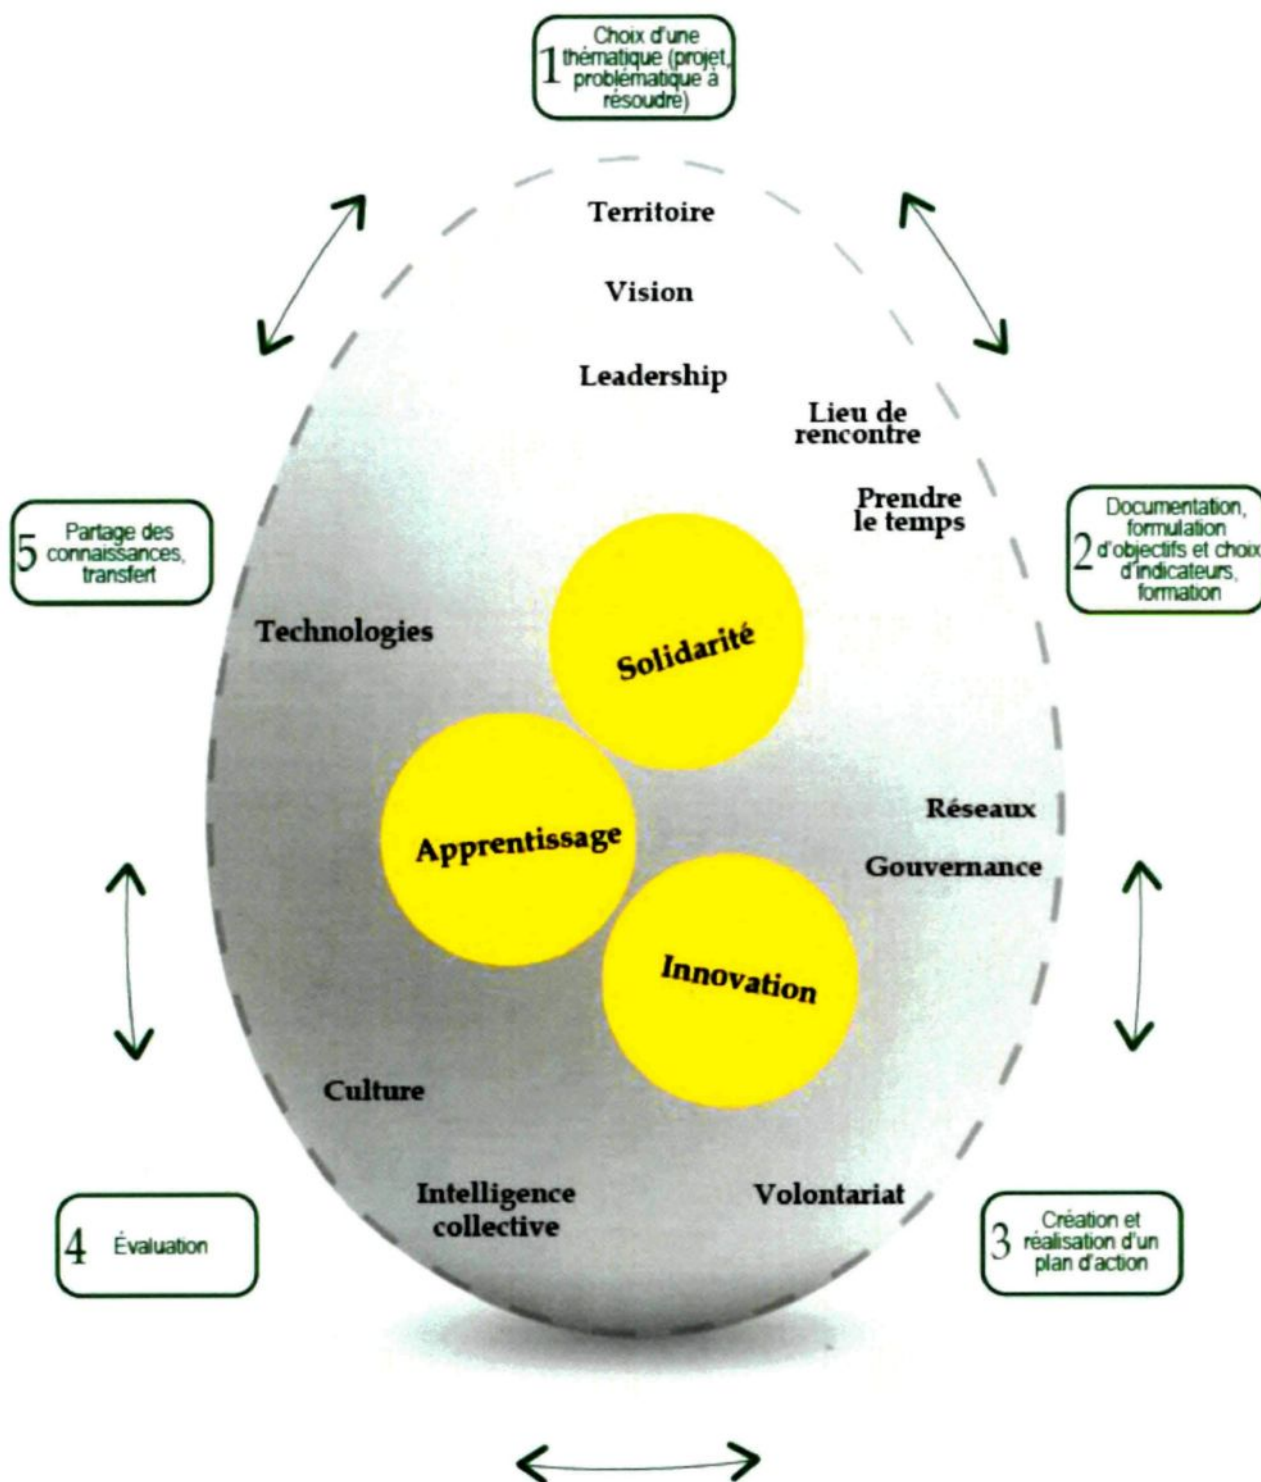 1
Choix d'une
thématique (projet,
problématique à
résoudre)
Territoire
Vision
Leadership
Lieu de
rencontre
Prendre
le temps
5
Partage des
connaissances,
transfert
2
Documentation,
formulation
d'objectifs et choix
d'indicateurs,
formation
Technologies
Solidarité
Apprentissage
Réseaux
Gouvernance
Innovation
Culture
Intelligence
collective
Volontariat
4
Évaluation
3
Création et
réalisation d'un
plan d'action